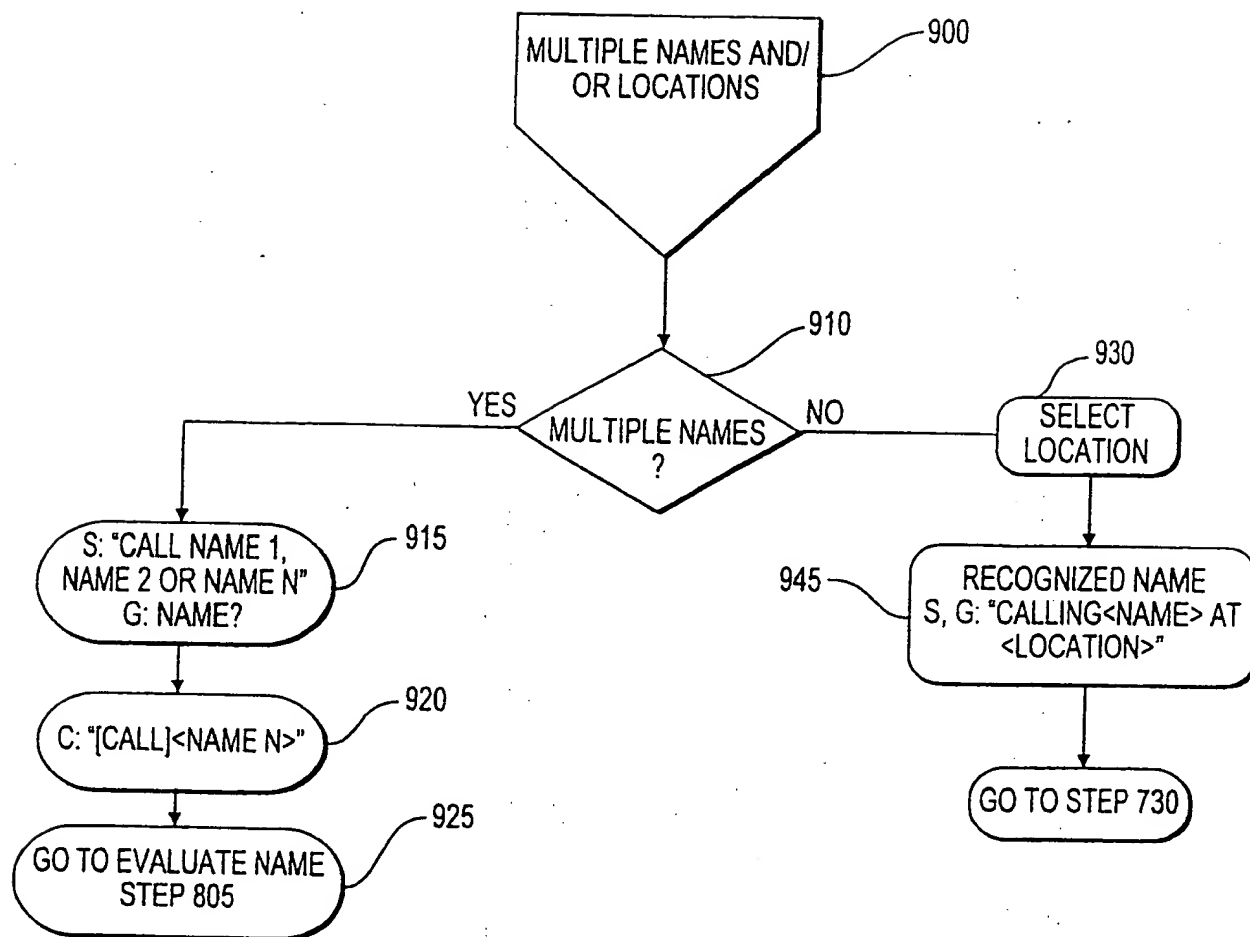 MULTIPLE NAMES AND/
OR LOCATIONS
900
910
MULTIPLE NAMES
?
YES
NO
930
SELECT
LOCATION
S: "CALL NAME 1,
NAME 2 OR NAME N"
G: NAME?
915
945
RECOGNIZED NAME
S, G: "CALLING<NAME> AT
<LOCATION>"
C: "[CALL]<NAME N>"
920
GO TO STEP 730
GO TO EVALUATE NAME
STEP 805
925